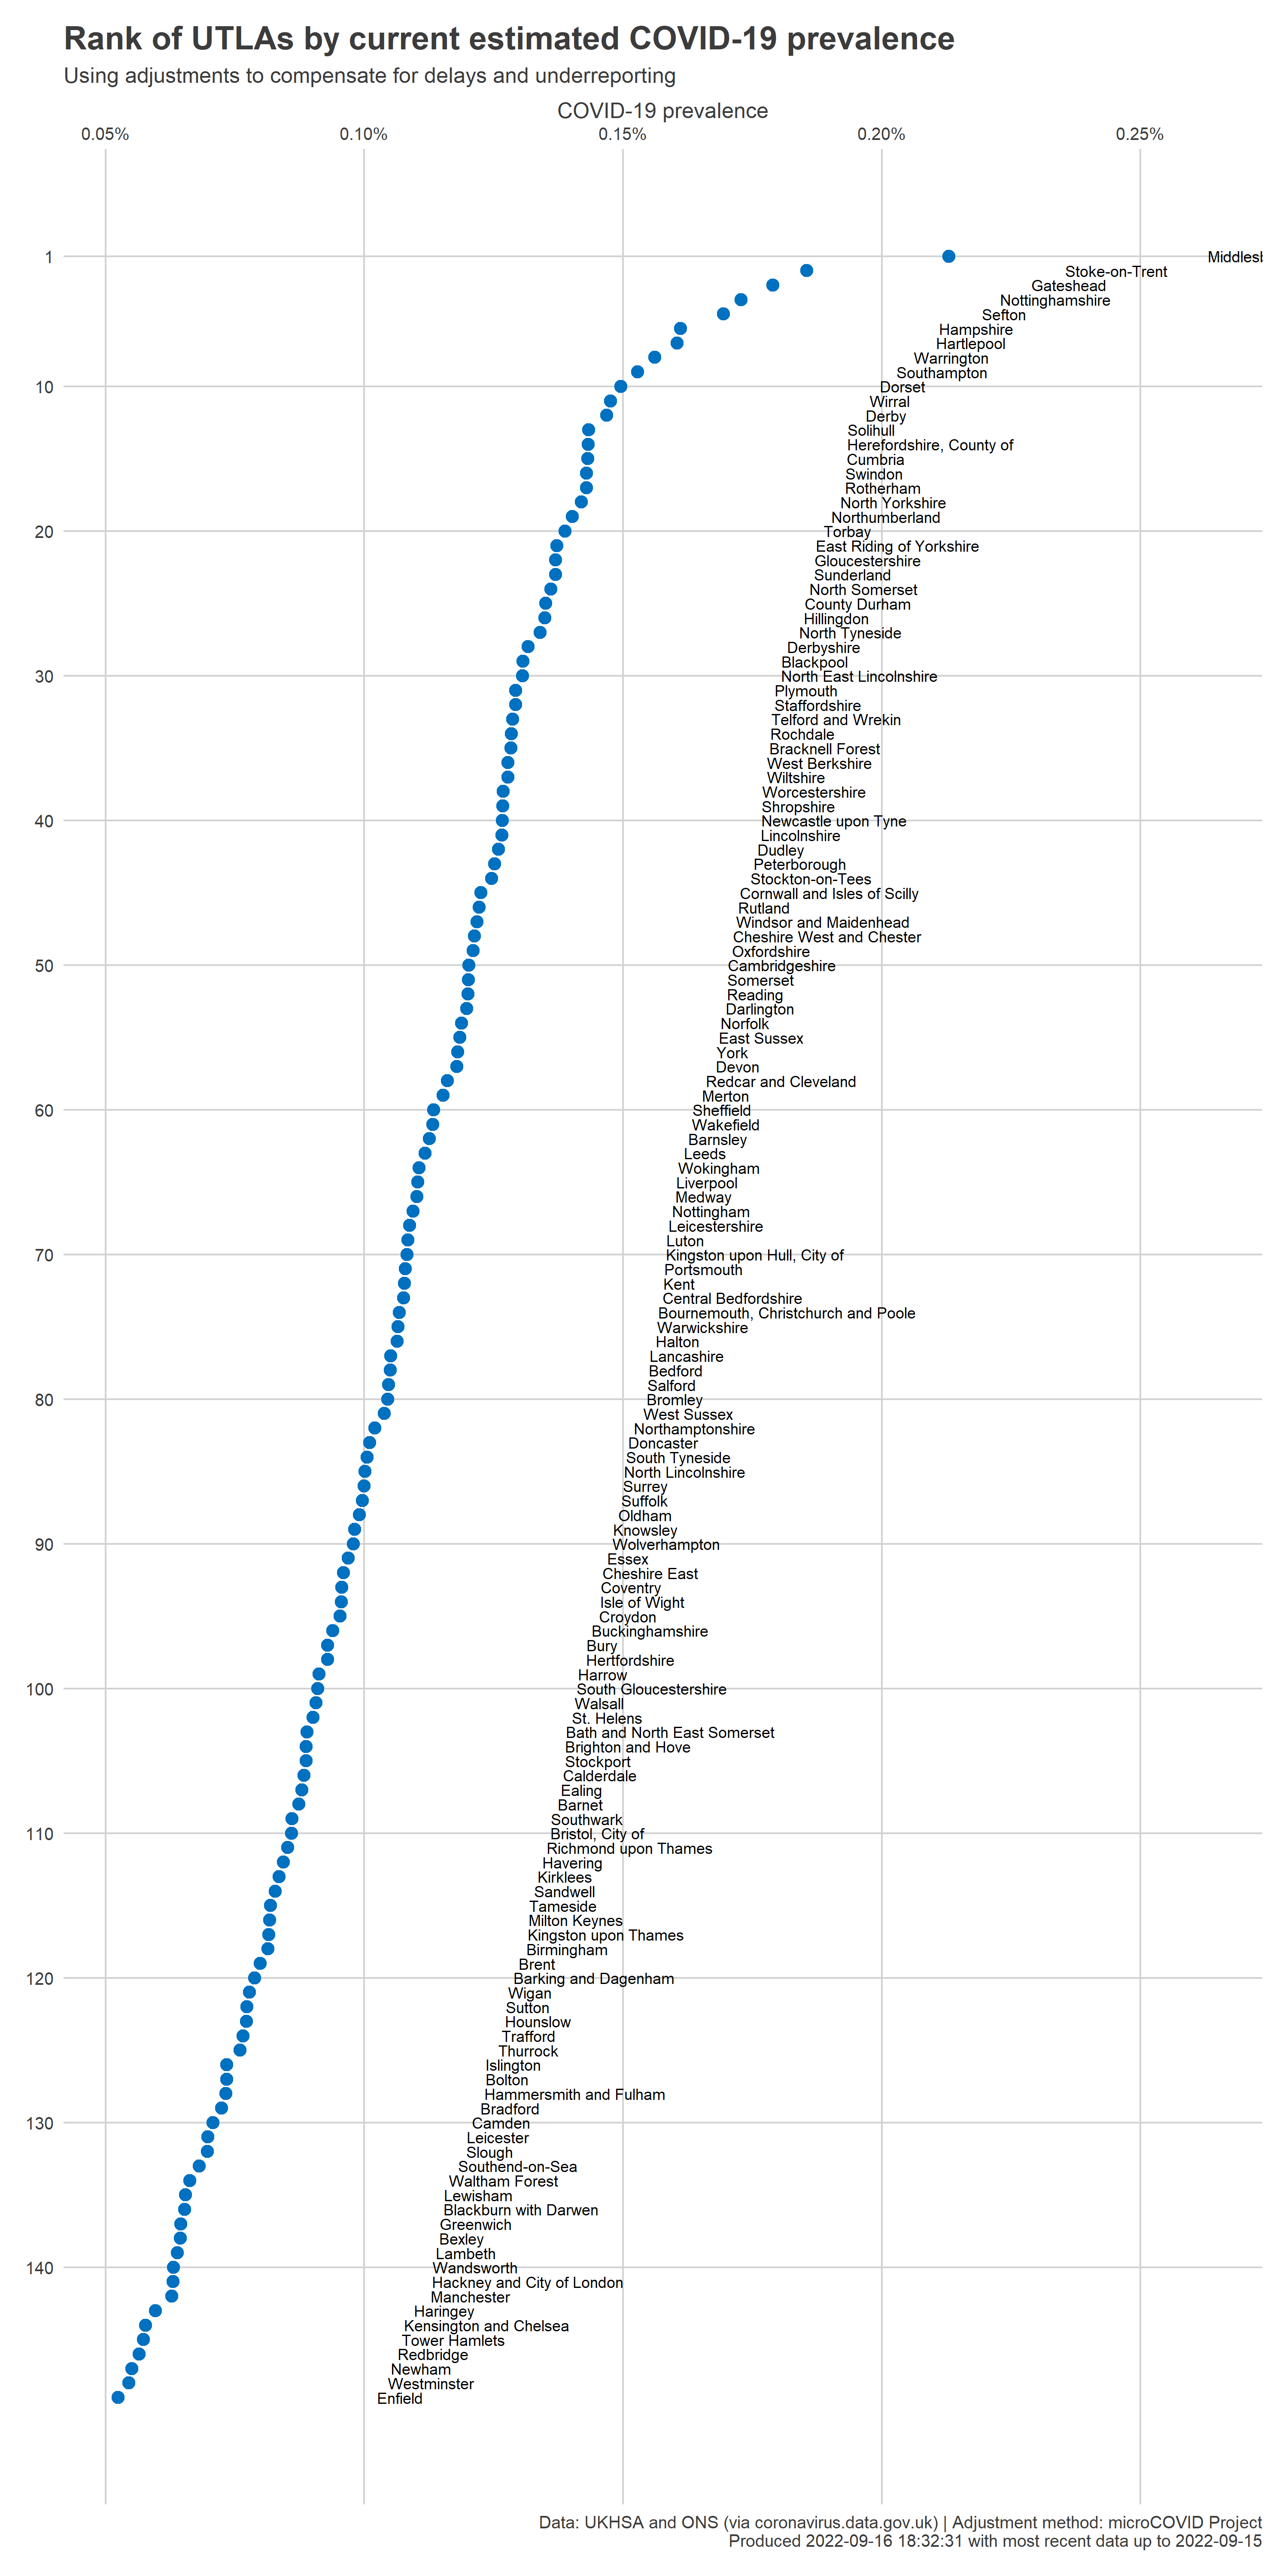 Rank of UTLAs by current estimated COVID-19 prevalence
Using adjustments to compensate for delays and underreporting
COVID-19 prevalence
0.05% 0.10% 0.15% 0.20% 0.25%
1 Middlesb
Stoke-on-Trent
Gateshead
Nottinghamshire
Sefton
Hampshire
Hartlepool
Warrington
Southampton
10 Dorset
Wirral
Derby
Solihull
Herefordshire, County of
Cumbria
Swindon
Rotherham
North Yorkshire
Northumberland
20 Torbay
East Riding of Yorkshire
Gloucestershire
Sunderland
North Somerset
County Durham
Hillingdon
North Tyneside
Derbyshire
Blackpool
30 North East Lincolnshire
Plymouth
Staffordshire
Telford and Wrekin
Rochdale
Bracknell Forest
West Berkshire
Wiltshire
Worcestershire
Shropshire
40 Newcastle upon Tyne
Lincolnshire
Dudley
Peterborough
Stockton-on-Tees
Cornwall and Isles of Scilly
Rutland
Windsor and Maidenhead
Cheshire West and Chester
Oxfordshire
50 Cambridgeshire
Somerset
Reading
Darlington
Norfolk
East Sussex
York
Devon
Redcar and Cleveland
Merton
60 Sheffield
Wakefield
Barnsley
Leeds
Wokingham
Liverpool
Medway
Nottingham
Leicestershire
Luton
70 Kingston upon Hull, City of
Portsmouth
Kent
Central Bedfordshire
Bournemouth, Christchurch and Poole
Warwickshire
Halton
Lancashire
Bedford
Salford
80 Bromley
West Sussex
Northamptonshire
Doncaster
South Tyneside
North Lincolnshire
Surrey
Suffolk
Oldham
Knowsley
90 Wolverhampton
Essex
Cheshire East
Coventry
Isle of Wight
Croydon
Buckinghamshire
Bury
Hertfordshire
Harrow
100 South Gloucestershire
Walsall
St. Helens
Bath and North East Somerset
Brighton and Hove
Stockport
Calderdale
Ealing
Barnet
Southwark
110 Bristol, City of
Richmond upon Thames
Havering
Kirklees
Sandwell
Tameside
Milton Keynes
Kingston upon Thames
Birmingham
Brent
120 Barking and Dagenham
Wigan
Sutton
Hounslow
Trafford
Thurrock
Islington
Bolton
Hammersmith and Fulham
Bradford
130 Camden
Leicester
Slough
Southend-on-Sea
Waltham Forest
Lewisham
Blackburn with Darwen
Greenwich
Bexley
Lambeth
140 Wandsworth
Hackney and City of London
Manchester
Haringey
Kensington and Chelsea
Tower Hamlets
Redbridge
Newham
Westminster
Enfield
Data: UKHSA and ONS (via coronavirus.data.gov.uk) | Adjustment method: microCOVID Project
Produced 2022-09-16 18:32:31 with most recent data up to 2022-09-15